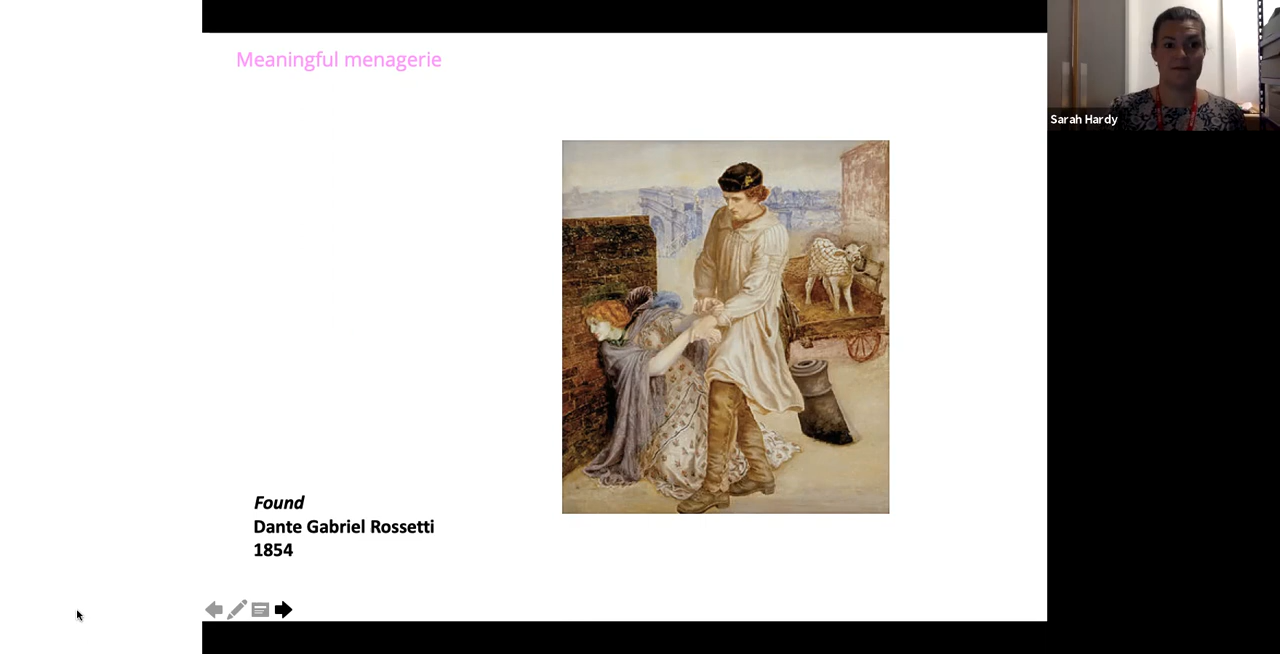 Meaningful menagerie
Sarah Hardy
Found
Dante Gabriel Rossetti
1854